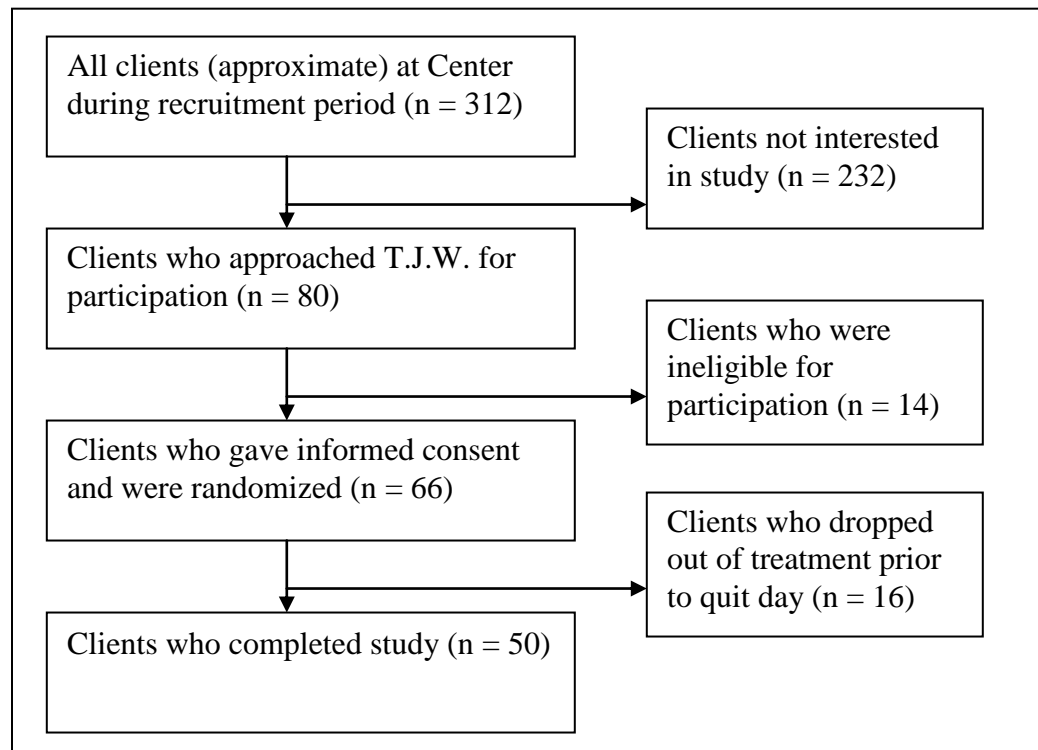 All clients (approximate) at Center
during recruitment period (n = 312)
Clients not interested
in study (n = 232)
Clients who approached T.J.W. for
participation (n = 80)
Clients who were
ineligible for
participation (n = 14)
Clients who gave informed consent
and were randomized (n = 66)
Clients who dropped
out of treatment prior
to quit day (n = 16)
Clients who completed study (n = 50)